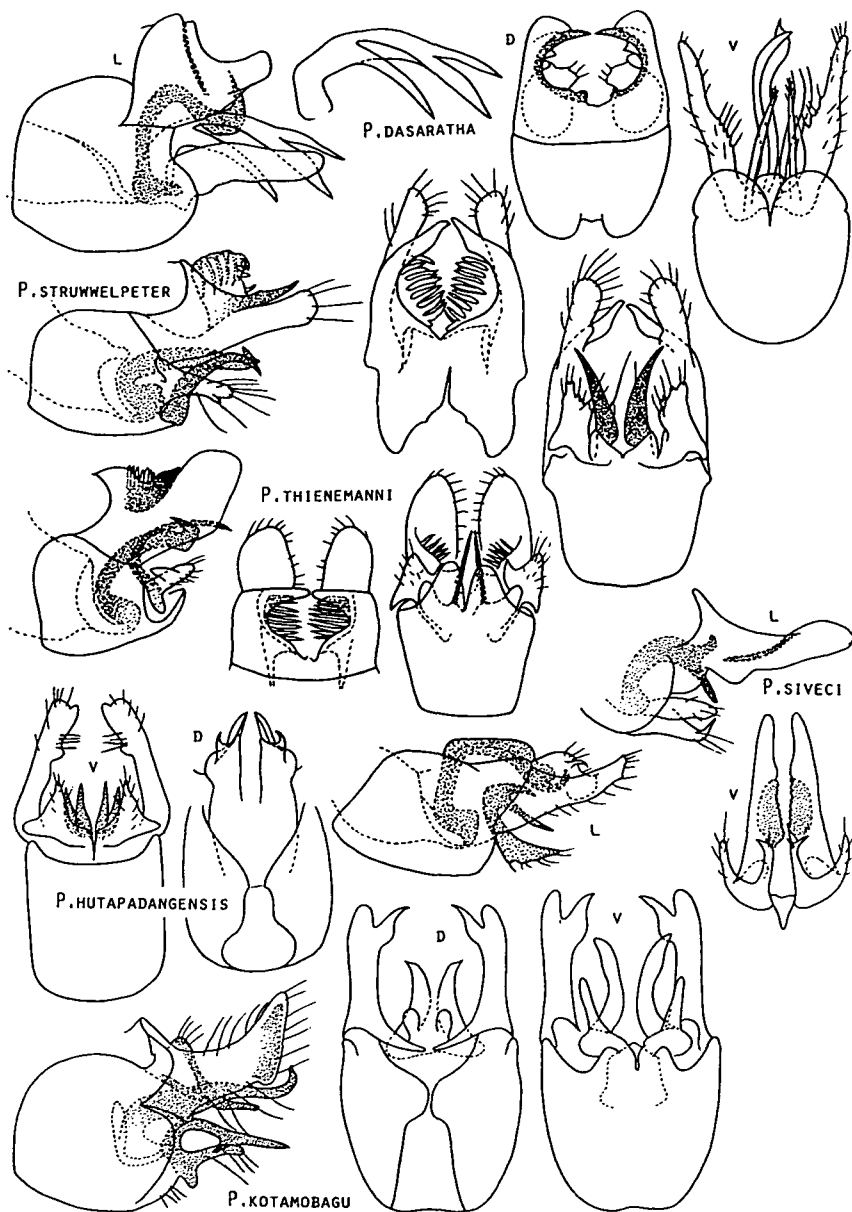 L
P.DASARATHA
D
V
P.STRUWWELPETER
P.THIENEMANNI
L
P.SIVECI
V
D
V
P.HUTAPADANGENSIS
L
D
V
P.KOTAMOBAGU